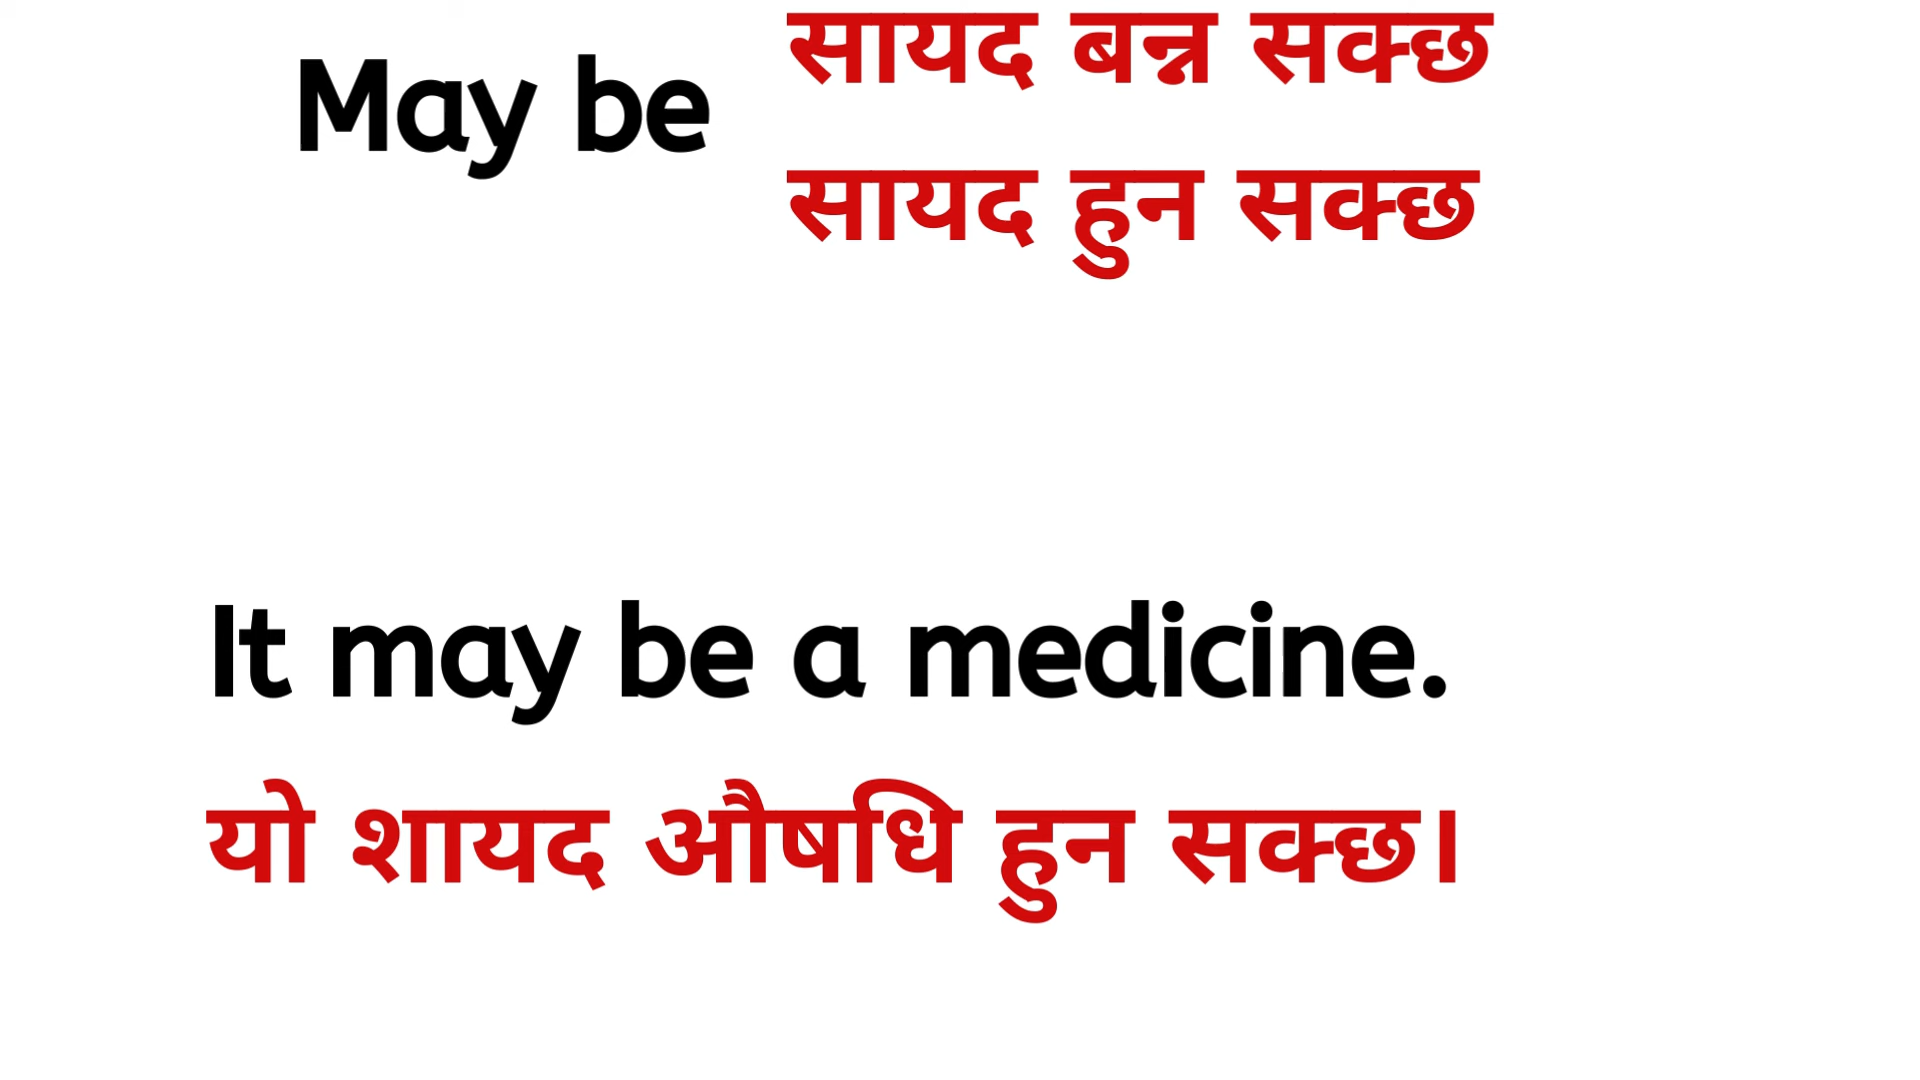 सायद बन्न सक्छ
May be
सायद हुन सक्छ
It may be a medicine.
यो शायद औषधि हुन सक्छ।